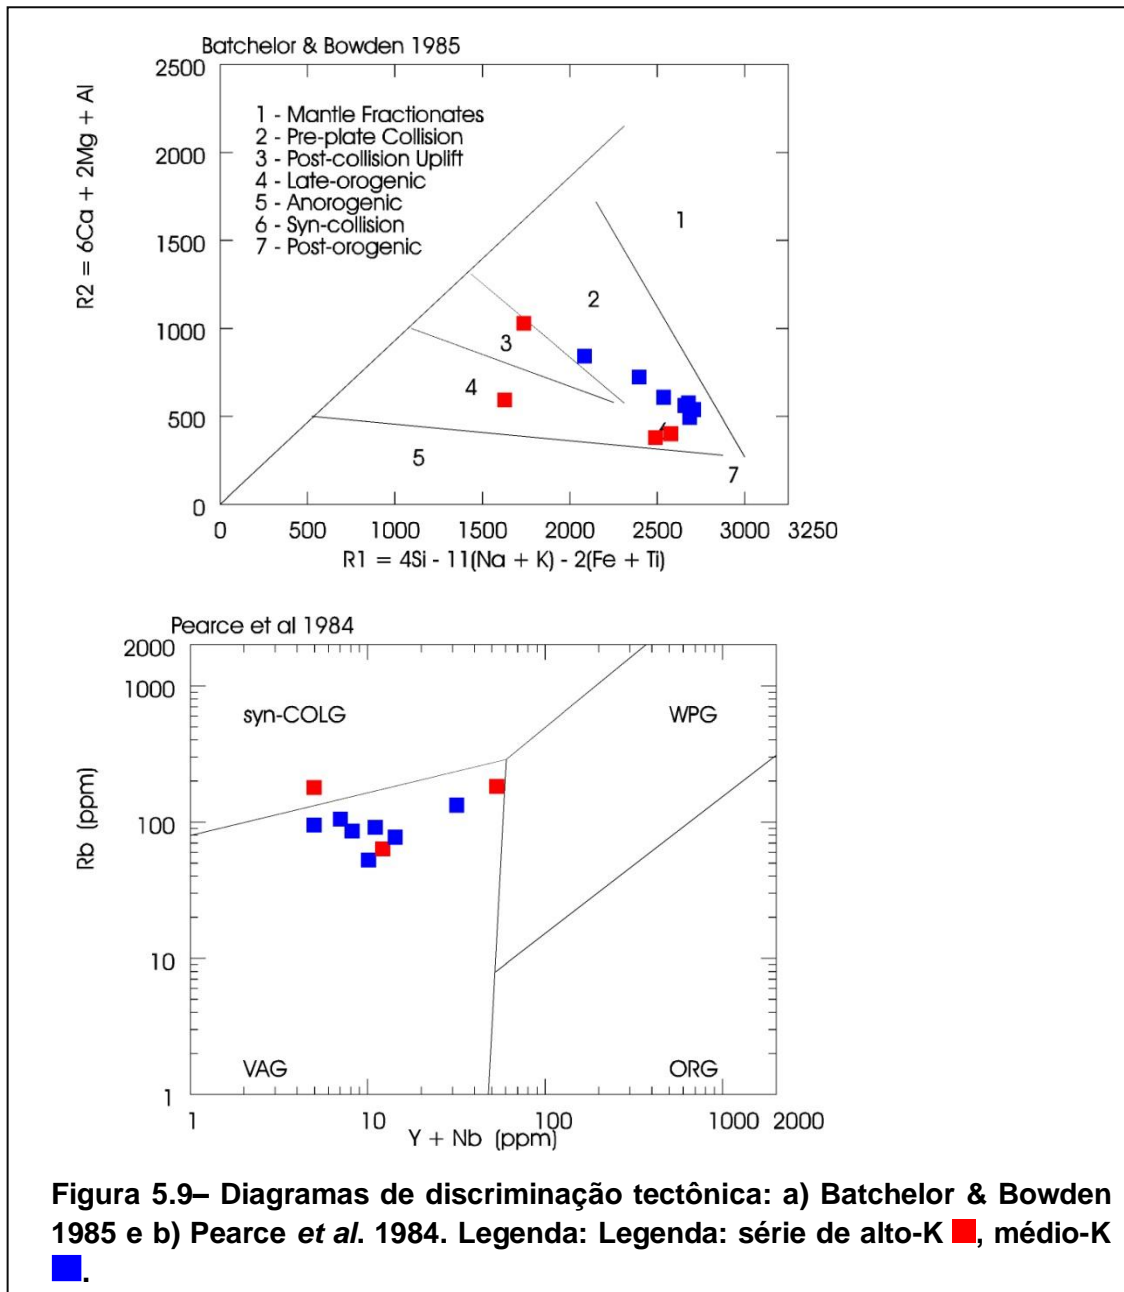 Batchelor & Bowden 1985
2500
2000
1500
1000
500
0
R2 = 6Ca + 2Mg + Al
1 - Mantle Fractionates
2 - Pre-plate Collision
3 - Post-collision Uplift
4 - Late-orogenic
5 - Anorogenic
6 - Syn-collision
7 - Post-orogenic
1
2
3
4
5
6
7
0 500 1000 1500 2000 2500 3000 3250
R1 = 4Si - 11(Na + K) - 2(Fe + Ti)
Pearce et al 1984
2000
1000
100
10
1
Rb (ppm)
syn-COLG
WPG
VAG
ORG
1 10 100 1000 2000
Y + Nb (ppm)
Figura 5.9– Diagramas de discriminação tectônica: a) Batchelor & Bowden
1985 e b) Pearce et al. 1984. Legenda: Legenda: série de alto-K , médio-K
.